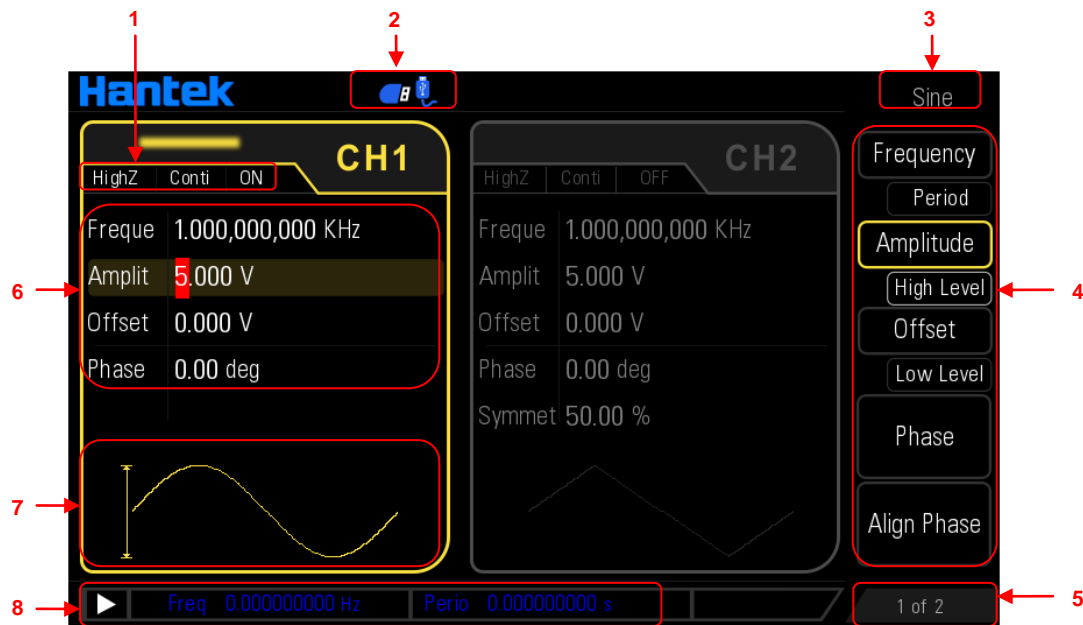 1
2
3
Hantek
Sine
CH1
HighZ Conti ON
Freque 1.000,000,000 KHz
Amplit 5.000 V
Offset 0.000 V
Phase 0.00 deg
CH2
HighZ Conti OFF
Freque 1.000,000,000 KHz
Amplit 5.000 V
Offset 0.000 V
Phase 0.00 deg
Symmet 50.00 %
Frequency
Period
Amplitude
High Level
Offset
Low Level
Phase
Align Phase
6
4
7
8
Freq 0.000000000 Hz
Perio 0.000000000 s
1 of 2
5